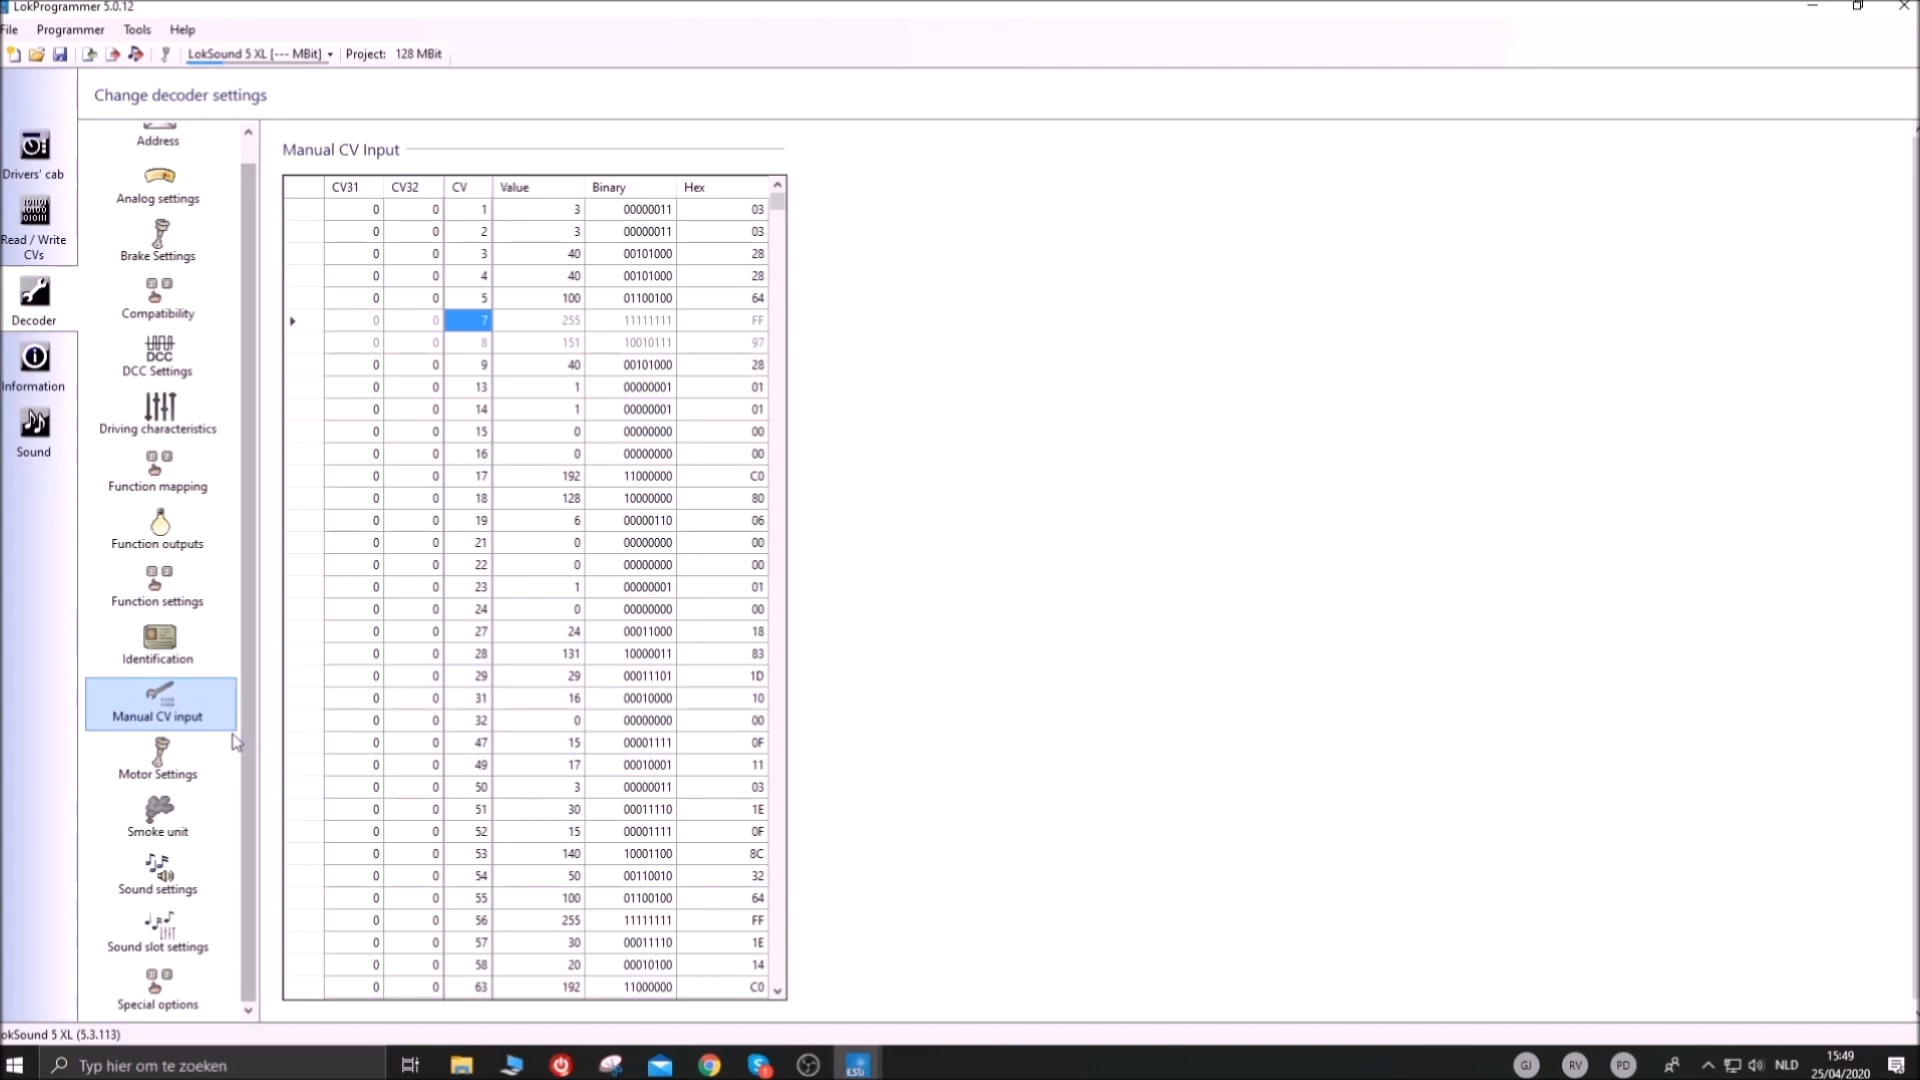 LokProgrammer 5.0.12
File Programmer Tools Help
LokSound 5 XL [--- MBit] Project: 128 MBit
Change decoder settings
Drivers' cab
Read / Write
CVs
Decoder
Information
Sound
Address
Analog settings
Brake Settings
Compatibility
DCC
DCC Settings
Driving characteristics
Function mapping
Function outputs
Function settings
Identification
Manual CV input
Motor Settings
Smoke unit
Sound settings
Sound slot settings
Special options
Manual CV Input
CV31 CV32 CV Value Binary Hex
0 0 1 3 00000011 03
0 0 2 3 00000011 03
0 0 3 40 00101000 28
0 0 4 40 00101000 28
0 0 5 100 01100100 64
0 0 7 255 11111111 FF
0 0 8 151 10010111 97
0 0 9 40 00101000 28
0 0 13 1 00000001 01
0 0 14 1 00000001 01
0 0 15 0 00000000 00
0 0 16 0 00000000 00
0 0 17 192 11000000 C0
0 0 18 128 10000000 80
0 0 19 6 00000110 06
0 0 21 0 00000000 00
0 0 22 0 00000000 00
0 0 23 1 00000001 01
0 0 24 0 00000000 00
0 0 27 24 00011000 18
0 0 28 131 10000011 83
0 0 29 29 00011101 1D
0 0 31 16 00010000 10
0 0 32 0 00000000 00
0 0 47 15 00001111 0F
0 0 49 17 00010001 11
0 0 50 3 00000011 03
0 0 51 30 00011110 1E
0 0 52 15 00001111 0F
0 0 53 140 10001100 8C
0 0 54 50 00110010 32
0 0 55 100 01100100 64
0 0 56 255 11111111 FF
0 0 57 30 00011110 1E
0 0 58 20 00010100 14
0 0 63 192 11000000 C0
okSound 5 XL (5.3.113)
Typ hier om te zoeken
ESU
GJ RV PD NLD
15:49
25/04/2020